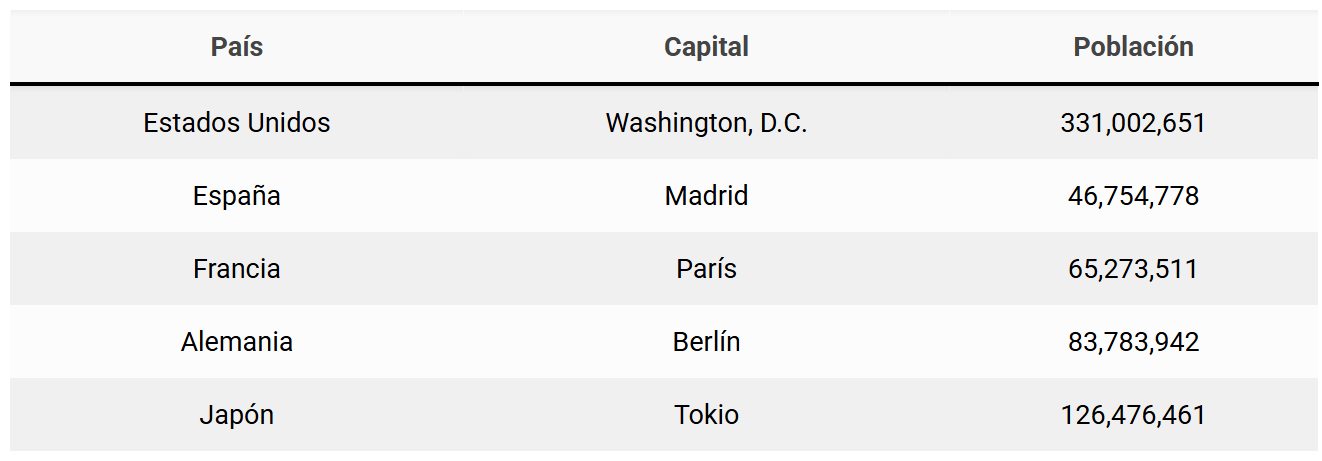 País Capital Población
Estados Unidos Washington, D.C. 331,002,651
España Madrid 46,754,778
Francia París 65,273,511
Alemania Berlín 83,783,942
Japón Tokio 126,476,461